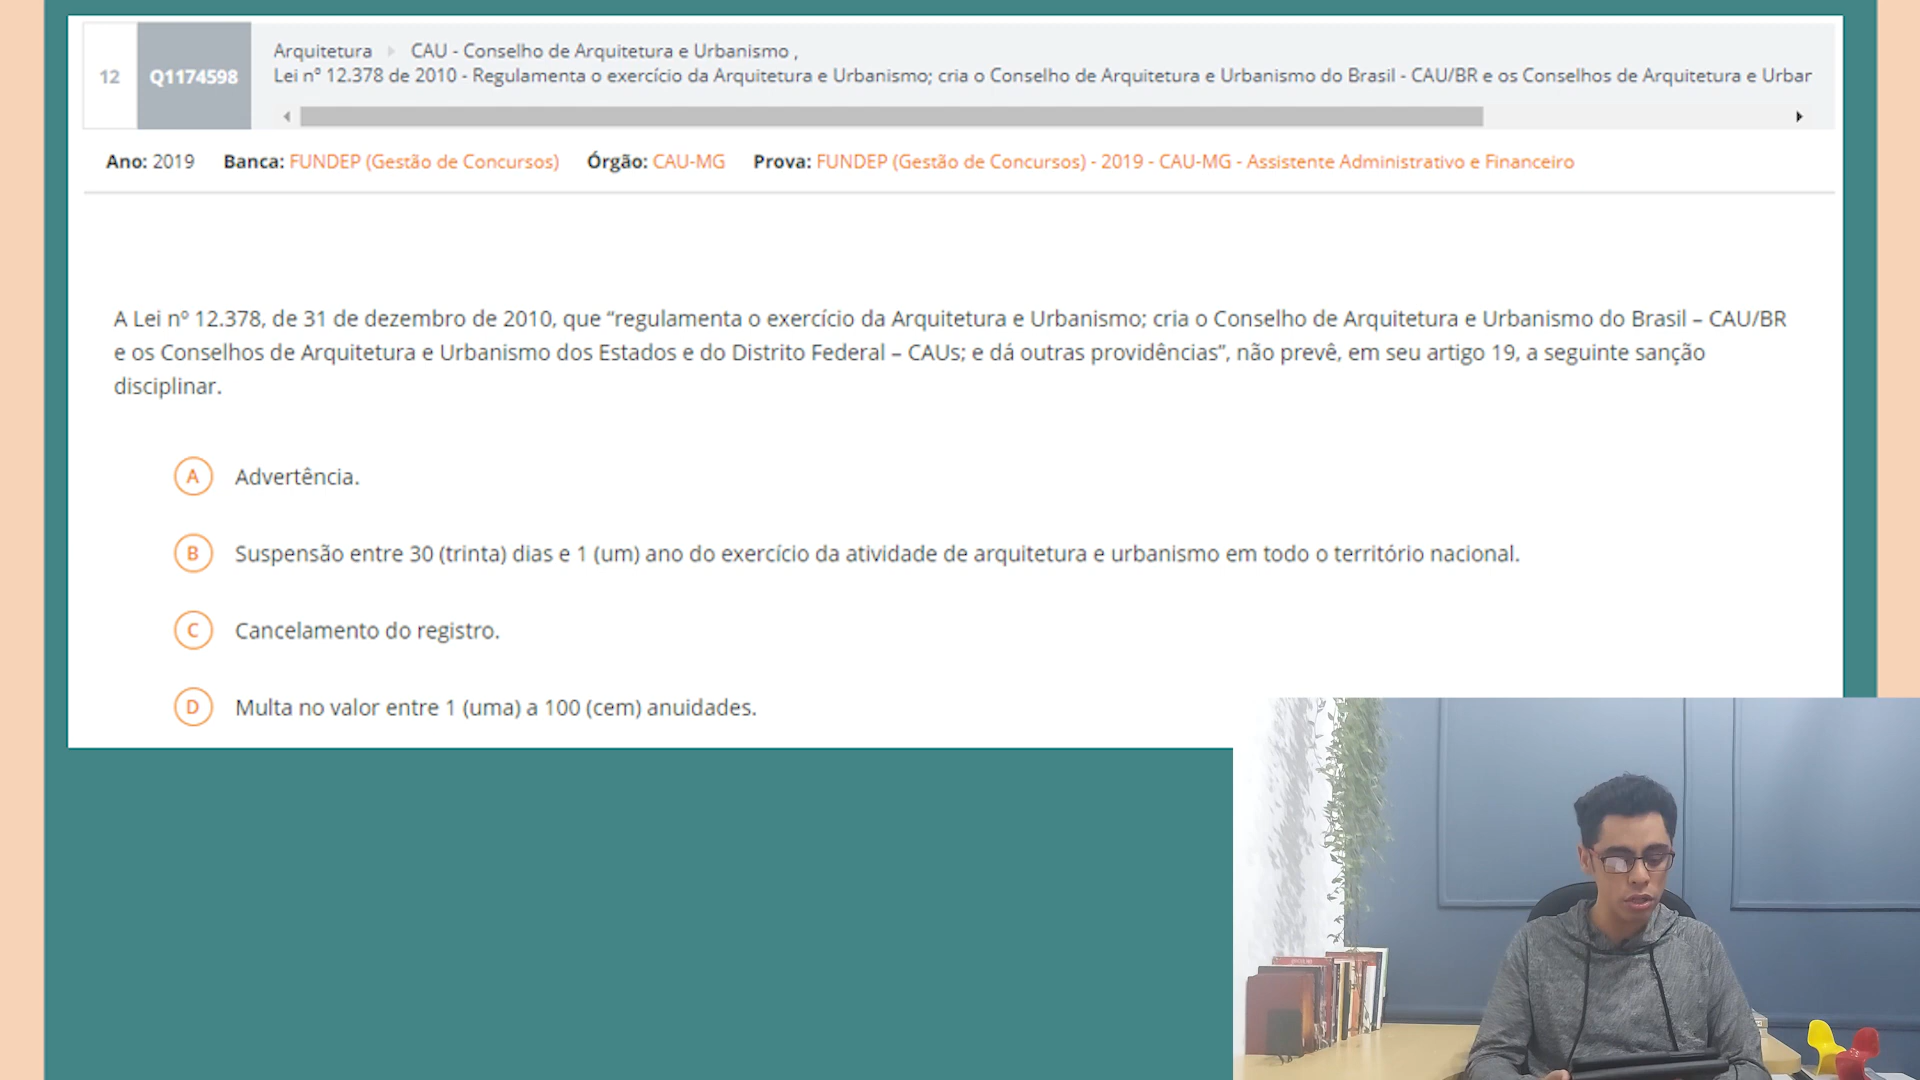 12
Q1174598
Arquitetura
CAU - Conselho de Arquitetura e Urbanismo ,
Lei nº 12.378 de 2010 - Regulamenta o exercício da Arquitetura e Urbanismo; cria o Conselho de Arquitetura e Urbanismo do Brasil - CAU/BR e os Conselhos de Arquitetura e Urbar
Ano: 2019 Banca: FUNDEP (Gestão de Concursos) Órgão: CAU-MG Prova: FUNDEP (Gestão de Concursos) - 2019 - CAU-MG - Assistente Administrativo e Financeiro
A Lei nº 12.378, de 31 de dezembro de 2010, que “regulamenta o exercício da Arquitetura e Urbanismo; cria o Conselho de Arquitetura e Urbanismo do Brasil – CAU/BR
e os Conselhos de Arquitetura e Urbanismo dos Estados e do Distrito Federal – CAUs; e dá outras providências”, não prevê, em seu artigo 19, a seguinte sanção
disciplinar.
A Advertência.
B Suspensão entre 30 (trinta) dias e 1 (um) ano do exercício da atividade de arquitetura e urbanismo em todo o território nacional.
C Cancelamento do registro.
D Multa no valor entre 1 (uma) a 100 (cem) anuidades.